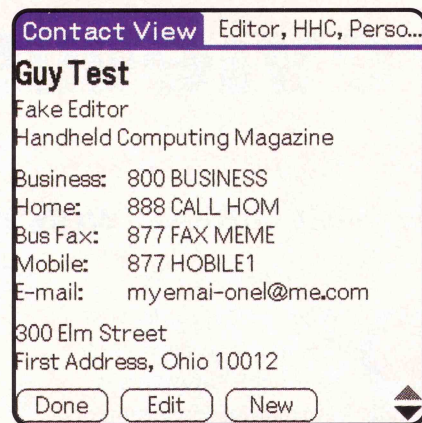 Contact View Editor, HHC, Perso...
Guy Test
Fake Editor
Handheld Computing Magazine
Business: 800 BUSINESS
Home: 888 CALL HOM
Bus Fax: 877 FAX MEME
Mobile: 877 HOBILE1
E-mail: myemai-onel@me.com
300 Elm Street
First Address, Ohio 10012
Done Edit New